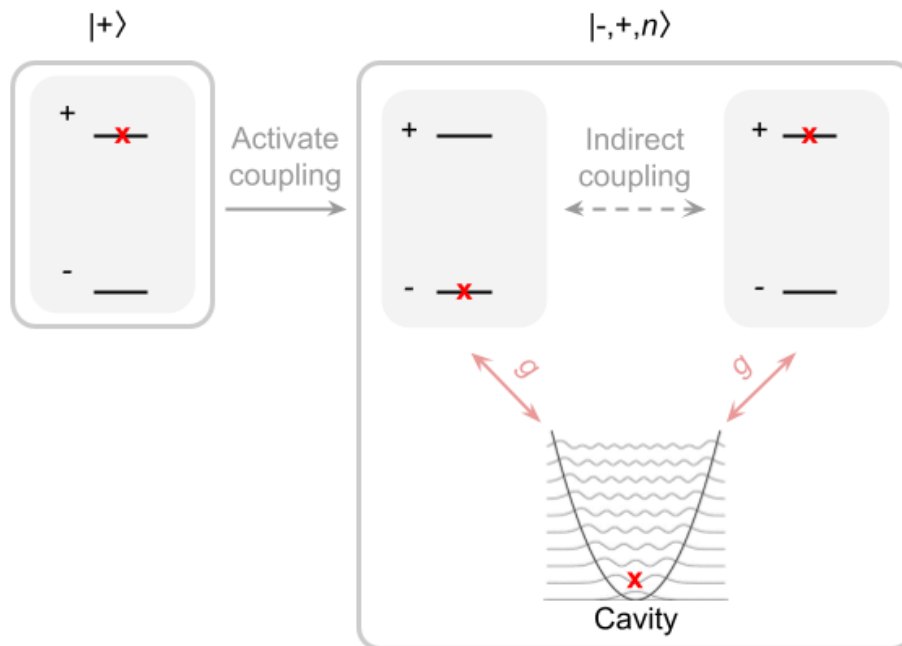 |+⟩
|-,+,n⟩
+
-
Activate
coupling
+
-
Indirect
coupling
+
-
x
x
x
g
g
x
Cavity